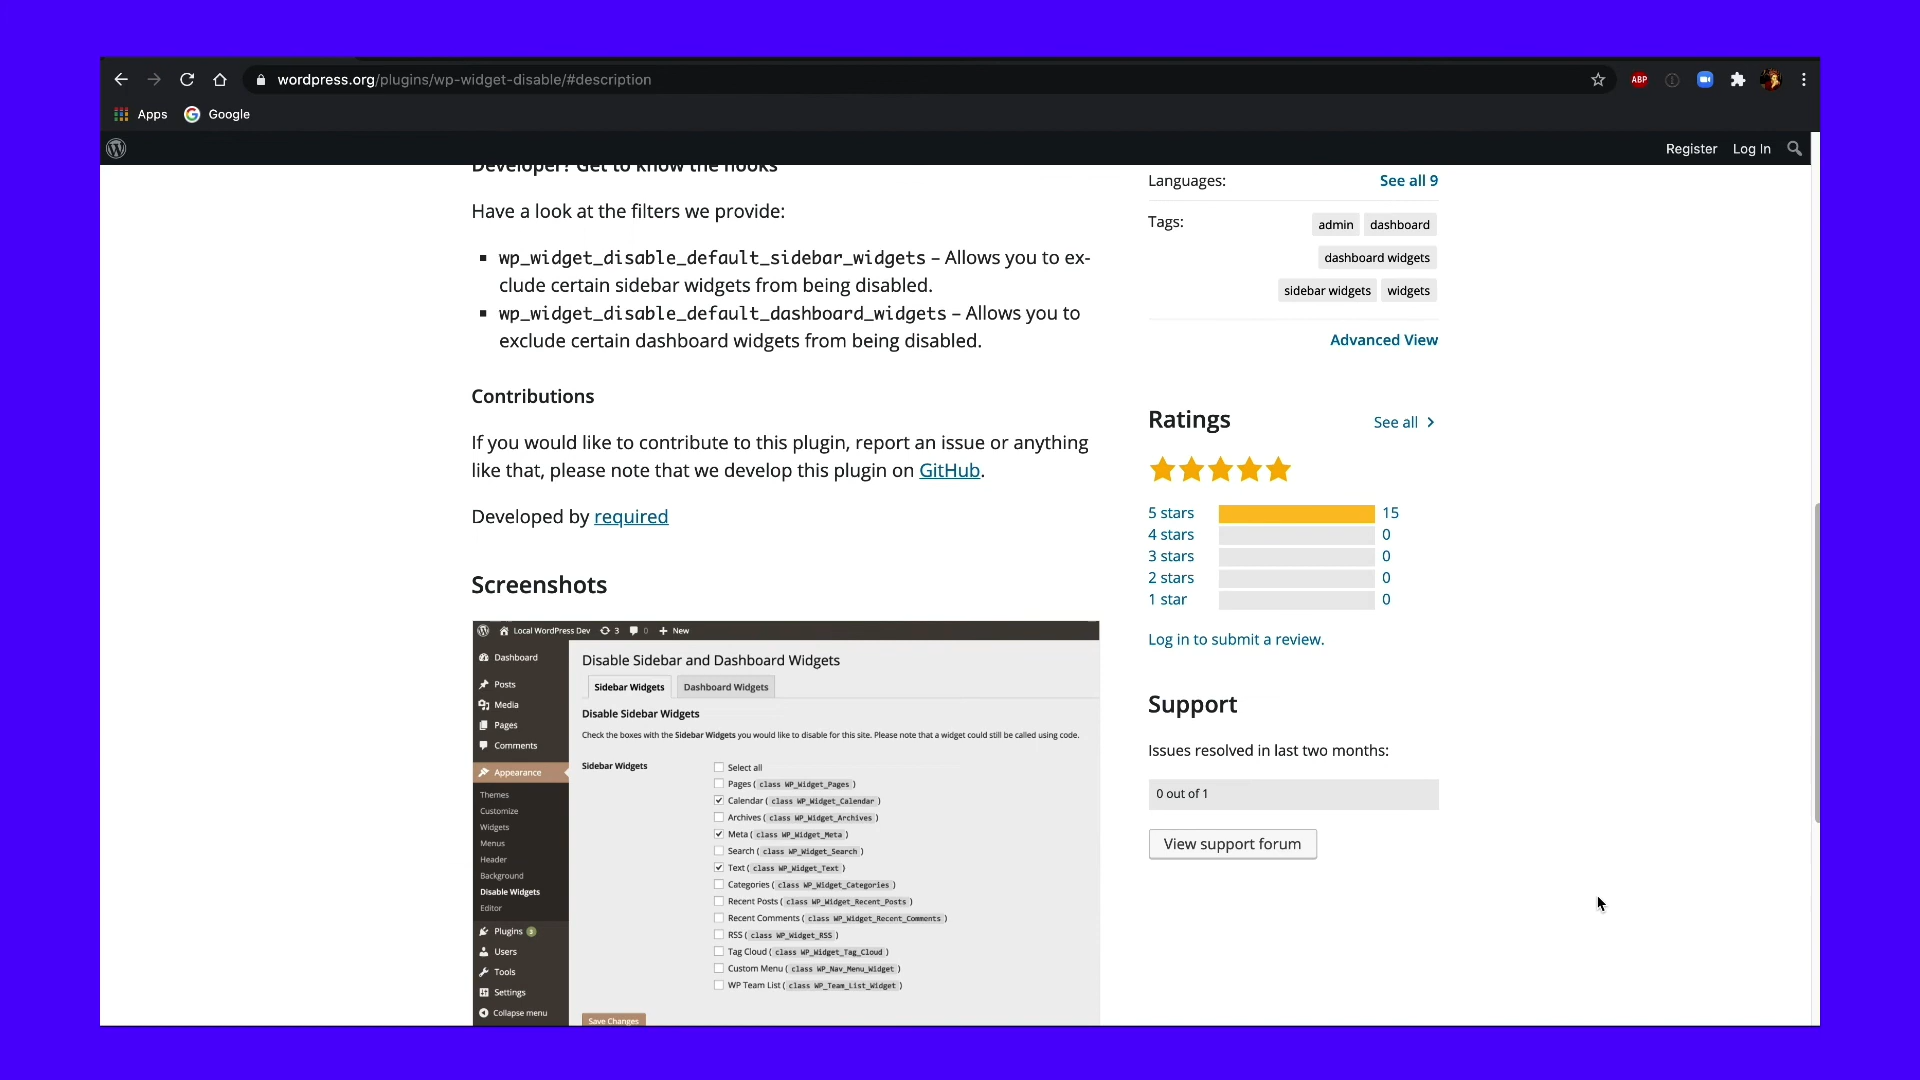 wordpress.org/plugins/wp-widget-disable/#description
ABP
Apps Google
Register Log In
Developer? Get to know the hooks
Have a look at the filters we provide:
wp_widget_disable_default_sidebar_widgets – Allows you to ex-
clude certain sidebar widgets from being disabled.
wp_widget_disable_default_dashboard_widgets – Allows you to
exclude certain dashboard widgets from being disabled.
Contributions
If you would like to contribute to this plugin, report an issue or anything
like that, please note that we develop this plugin on GitHub.
Developed by required
Screenshots
Local WordPress Dev 3 0 New
Dashboard
Posts
Media
Pages
Comments
Appearance
Themes
Customize
Widgets
Menus
Header
Background
Disable Widgets
Editor
Plugins 3
Users
Tools
Settings
Collapse menu
Disable Sidebar and Dashboard Widgets
Sidebar Widgets Dashboard Widgets
Disable Sidebar Widgets
Check the boxes with the Sidebar Widgets you would like to disable for this site. Please note that a widget could still be called using code.
Sidebar Widgets
Select all
Pages ( class WP_Widget_Pages )
Calendar ( class WP_Widget_Calendar )
Archives ( class WP_Widget_Archives )
Meta ( class WP_Widget_Meta )
Search ( class WP_Widget_Search )
Text ( class WP_Widget_Text )
Categories ( class WP_Widget_Categories )
Recent Posts ( class WP_Widget_Recent_Posts )
Recent Comments ( class WP_Widget_Recent_Comments )
RSS ( class WP_Widget_RSS )
Tag Cloud ( class WP_Widget_Tag_Cloud )
Custom Menu ( class WP_Nav_Menu_Widget )
WP Team List ( class WP_Team_List_Widget )
Save Changes
Languages: See all 9
Tags: admin dashboard
dashboard widgets
sidebar widgets widgets
Advanced View
Ratings See all
5 stars 15
4 stars 0
3 stars 0
2 stars 0
1 star 0
Log in to submit a review.
Support
Issues resolved in last two months:
0 out of 1
View support forum